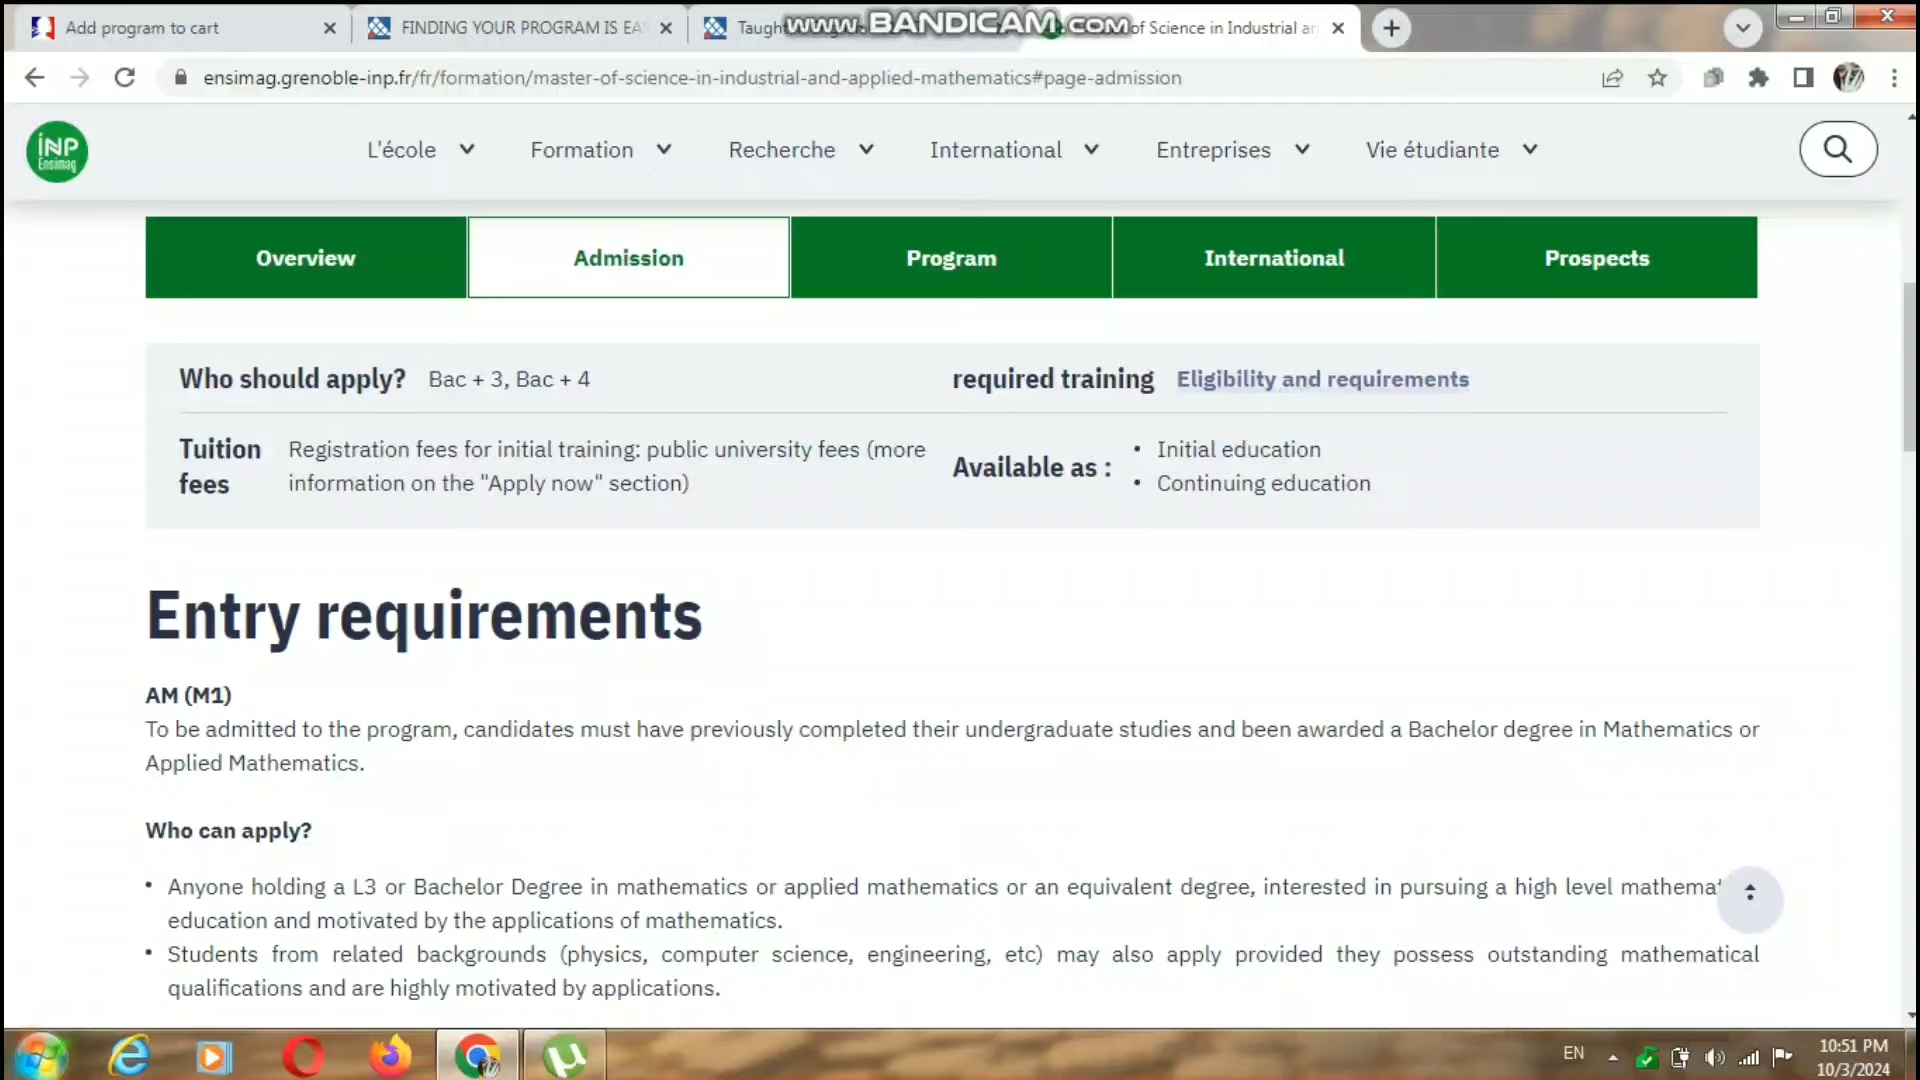 Add program to cart
FINDING YOUR PROGRAM IS EA
Taught
www.BANDICAM.com
of Science in Industrial an
ensimag.grenoble-inp.fr/fr/formation/master-of-science-in-industrial-and-applied-mathematics#page-admission
iNP
Ensimag
L'école
Formation
Recherche
International
Entreprises
Vie étudiante
Overview
Admission
Program
International
Prospects
Who should apply? Bac + 3, Bac + 4
required training Eligibility and requirements
Tuition fees
Registration fees for initial training: public university fees (more
information on the "Apply now" section)
Available as :
• Initial education
• Continuing education
Entry requirements
AM (M1)
To be admitted to the program, candidates must have previously completed their undergraduate studies and been awarded a Bachelor degree in Mathematics or
Applied Mathematics.
Who can apply?
• Anyone holding a L3 or Bachelor Degree in mathematics or applied mathematics or an equivalent degree, interested in pursuing a high level mathemat
education and motivated by the applications of mathematics.
• Students from related backgrounds (physics, computer science, engineering, etc) may also apply provided they possess outstanding mathematical
qualifications and are highly motivated by applications.
EN
10:51 PM
10/3/2024